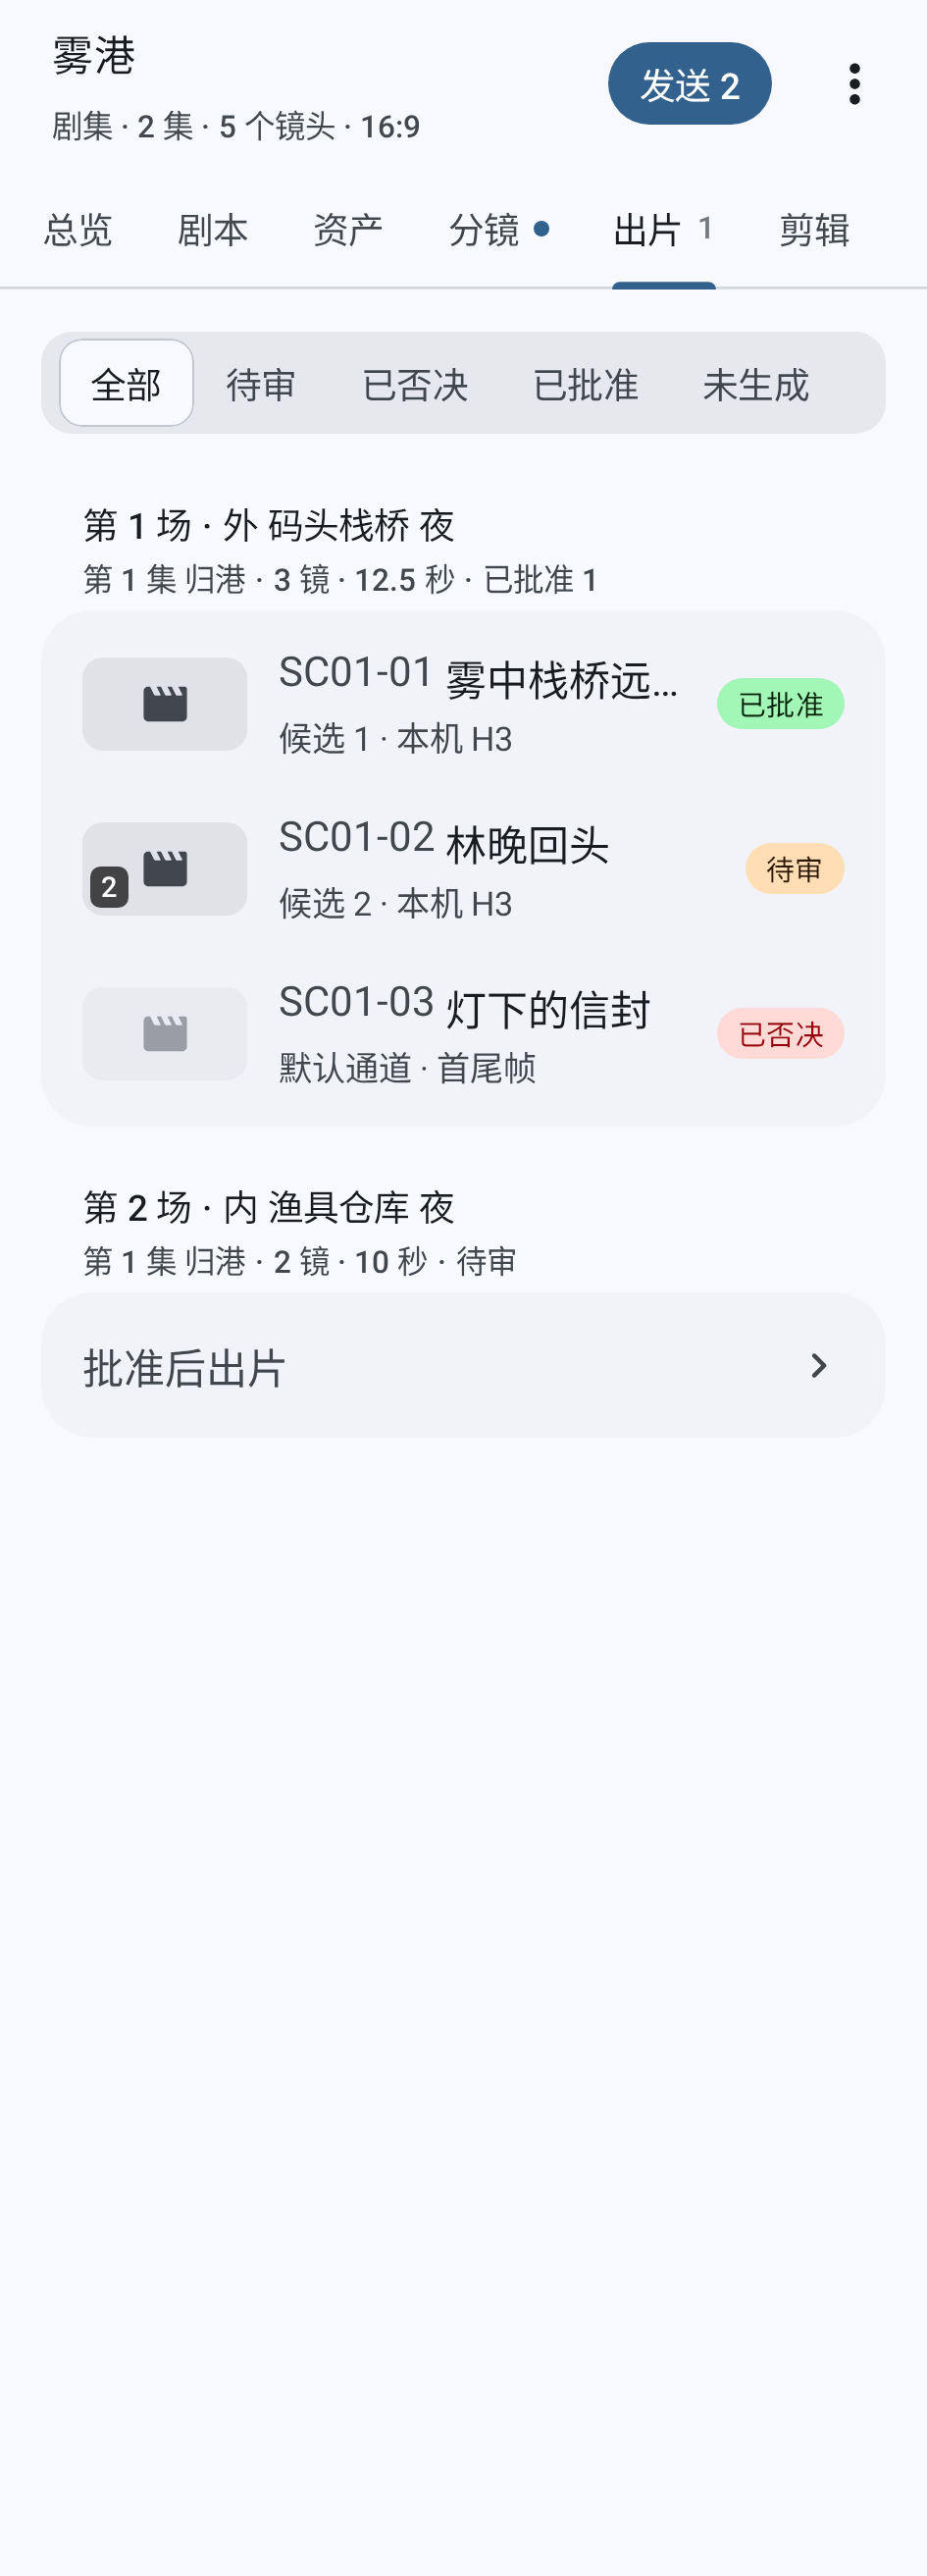 雾港
发送 2
剧集 · 2 集 · 5 个镜头 · 16:9
总览 剧本 资产 分镜 出片 1 剪辑
全部 待审 已否决 已批准 未生成
第 1 场 · 外 码头栈桥 夜
第 1 集 归港 · 3 镜 · 12.5 秒 · 已批准 1
SC01-01 雾中栈桥远…
已批准
候选 1 · 本机 H3
SC01-02 林晚回头
待审
2
候选 2 · 本机 H3
SC01-03 灯下的信封
已否决
默认通道 · 首尾帧
第 2 场 · 内 渔具仓库 夜
第 1 集 归港 · 2 镜 · 10 秒 · 待审
批准后出片